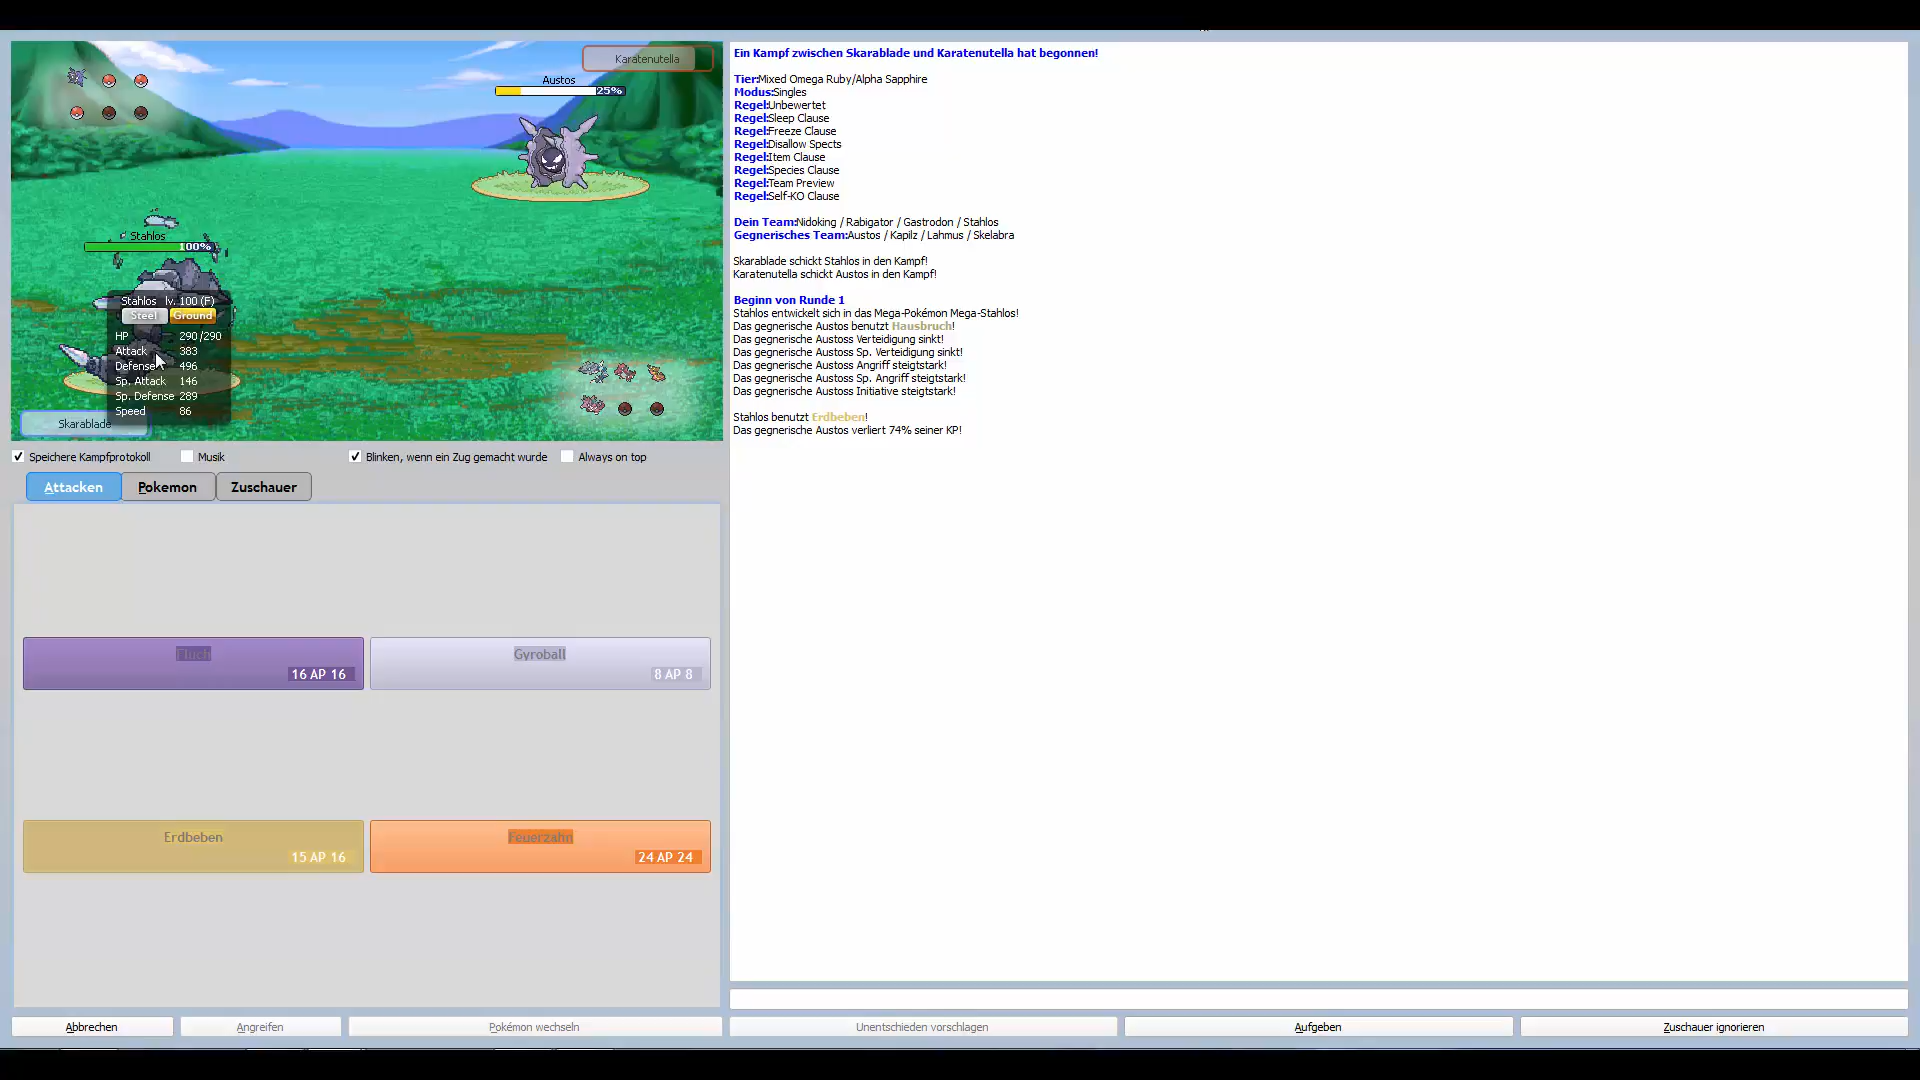 Karatenutella
Austos
25%
Stahlos
100%
Stahlos lv. 100 (F)
Steel Ground
HP 290/290
Attack 383
Defense 496
Sp. Attack 146
Sp. Defense 289
Speed 86
Skarablade
Speichere Kampfprotokoll Musik Blinken, wenn ein Zug gemacht wurde Always on top
Attacken Pokemon Zuschauer
Fluch
16 AP 16
Gyroball
8 AP 8
Erdbeben
15 AP 16
Feuerzahn
24 AP 24
Abbrechen Angreifen Pokémon wechseln
Ein Kampf zwischen Skarablade und Karatenutella hat begonnen!
Tier:Mixed Omega Ruby/Alpha Sapphire
Modus:Singles
Regel:Unbewertet
Regel:Sleep Clause
Regel:Freeze Clause
Regel:Disallow Spects
Regel:Item Clause
Regel:Species Clause
Regel:Team Preview
Regel:Self-KO Clause
Dein Team:Nidoking / Rabigator / Gastrodon / Stahlos
Gegnerisches Team:Austos / Kapilz / Lahmus / Skelabra
Skarablade schickt Stahlos in den Kampf!
Karatenutella schickt Austos in den Kampf!
Beginn von Runde 1
Stahlos entwickelt sich in das Mega-Pokémon Mega-Stahlos!
Das gegnerische Austos benutzt Hausbruch!
Das gegnerische Austoss Verteidigung sinkt!
Das gegnerische Austoss Sp. Verteidigung sinkt!
Das gegnerische Austoss Angriff steigtstark!
Das gegnerische Austoss Sp. Angriff steigtstark!
Das gegnerische Austoss Initiative steigtstark!
Stahlos benutzt Erdbeben!
Das gegnerische Austos verliert 74% seiner KP!
Unentschieden vorschlagen Aufgeben Zuschauer ignorieren